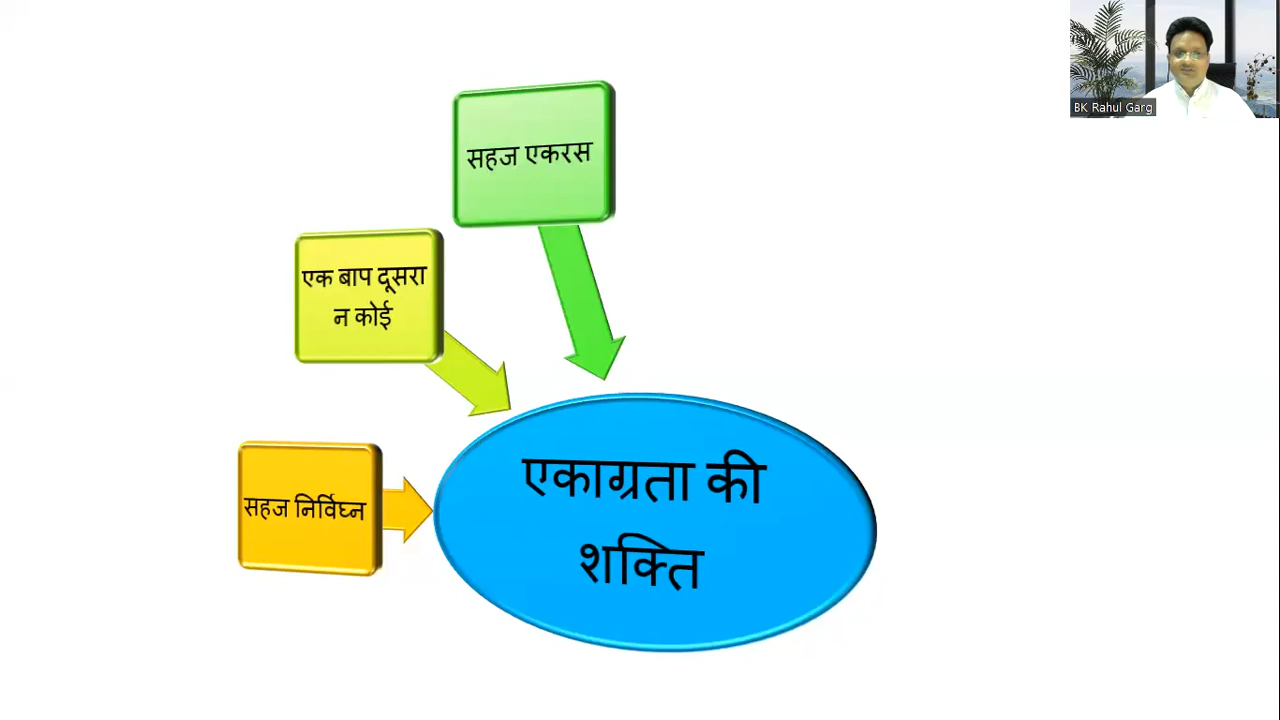 BK Rahul Garg
सहज एकरस
एक बाप दूसरा
न कोई
सहज निर्विघ्न
एकाग्रता की
शक्ति